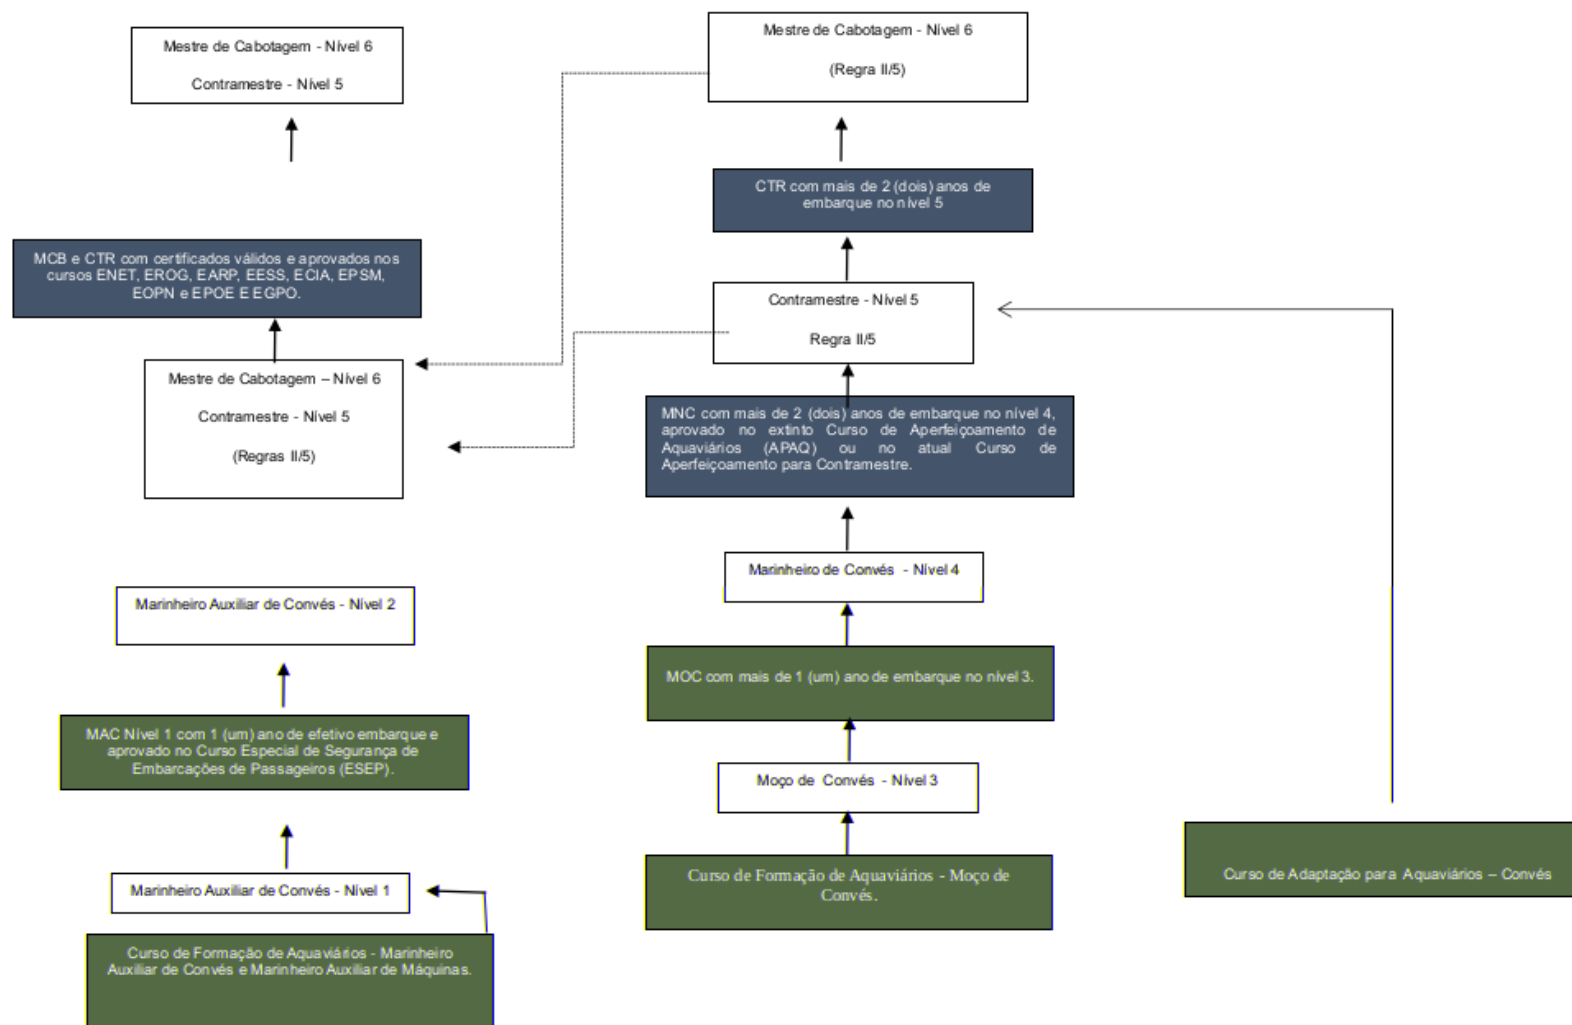 Mestre de Cabotagem - Nível 6
Contramestre - Nível 5
Mestre de Cabotagem - Nível 6
(Regra II/5)
CTR com mais de 2 (dois) anos de
embarque no nível 5
MCB e CTR com certificados válidos e aprovados nos
cursos ENET, EROG, EARP, EESS, ECIA, EPSM,
EOPN e EPOE E EGPO.
Contramestre - Nível 5
Regra II/5
Mestre de Cabotagem – Nível 6
Contramestre - Nível 5
(Regras II/5)
MNC com mais de 2 (dois) anos de embarque no nível 4,
aprovado no extinto Curso de Aperfeiçoamento de
Aquaviários (APAQ) ou no atual Curso de
Aperfeiçoamento para Contramestre.
Marinheiro de Convés - Nível 4
Marinheiro Auxiliar de Convés - Nível 2
MOC com mais de 1 (um) ano de embarque no nível 3.
MAC Nível 1 com 1 (um) ano de efetivo embarque e
aprovado no Curso Especial de Segurança de
Embarcações de Passageiros (ESEP).
Moço de Convés - Nível 3
Marinheiro Auxiliar de Convés - Nível 1
Curso de Formação de Aquaviários - Moço de
Convés.
Curso de Adaptação para Aquaviários – Convés
Curso de Formação de Aquaviários - Marinheiro
Auxiliar de Convés e Marinheiro Auxiliar de Máquinas.